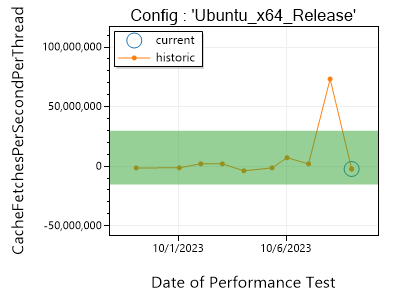 Config : 'Ubuntu_x64_Release'
CacheFetchesPerSecondPerThread
current
historic
100,000,000
50,000,000
0
-50,000,000
10/1/2023
10/6/2023
Date of Performance Test